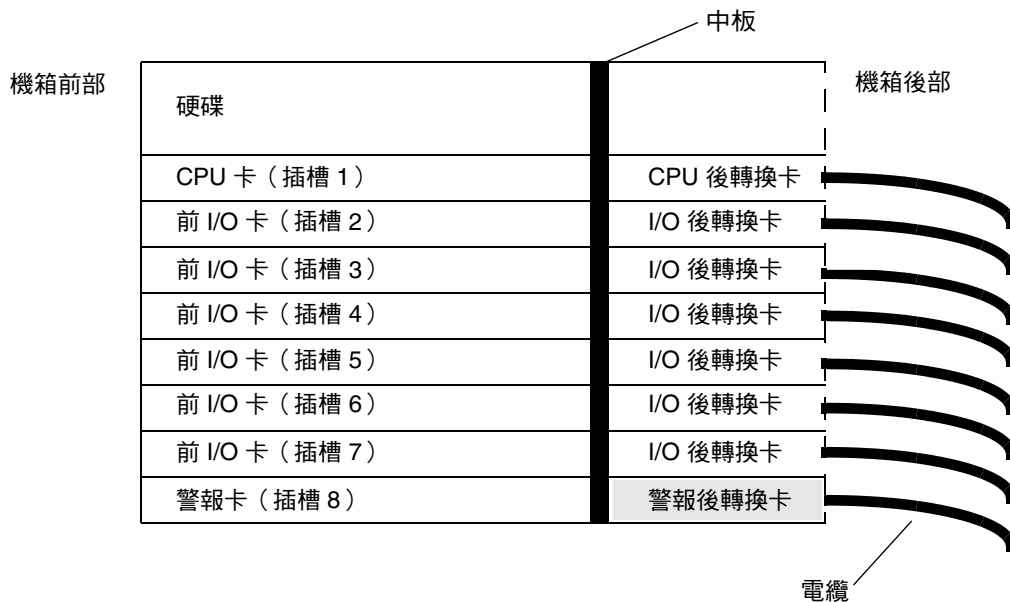 中板
機箱前部
機箱後部
硬碟
CPU 卡（插槽 1）
CPU 後轉換卡
前 I/O 卡（插槽 2）
I/O 後轉換卡
前 I/O 卡（插槽 3）
I/O 後轉換卡
前 I/O 卡（插槽 4）
I/O 後轉換卡
前 I/O 卡（插槽 5）
I/O 後轉換卡
前 I/O 卡（插槽 6）
I/O 後轉換卡
前 I/O 卡（插槽 7）
I/O 後轉換卡
警報卡（插槽 8）
警報後轉換卡
電纜